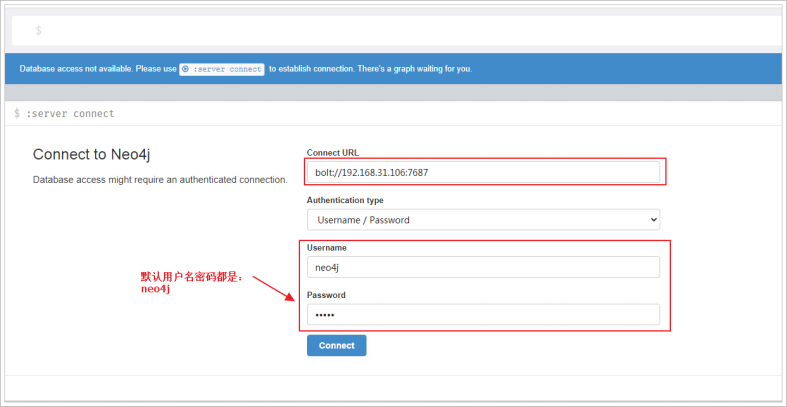 $
Database access not available. Please use :server connect to establish connection. There's a graph waiting for you.
$ :server connect
Connect to Neo4j
Database access might require an authenticated connection.
Connect URL
bolt://192.168.31.106:7687
Authentication type
Username / Password
Username
neo4j
默认用户名密码都是：
neo4j
Password
•••••
Connect